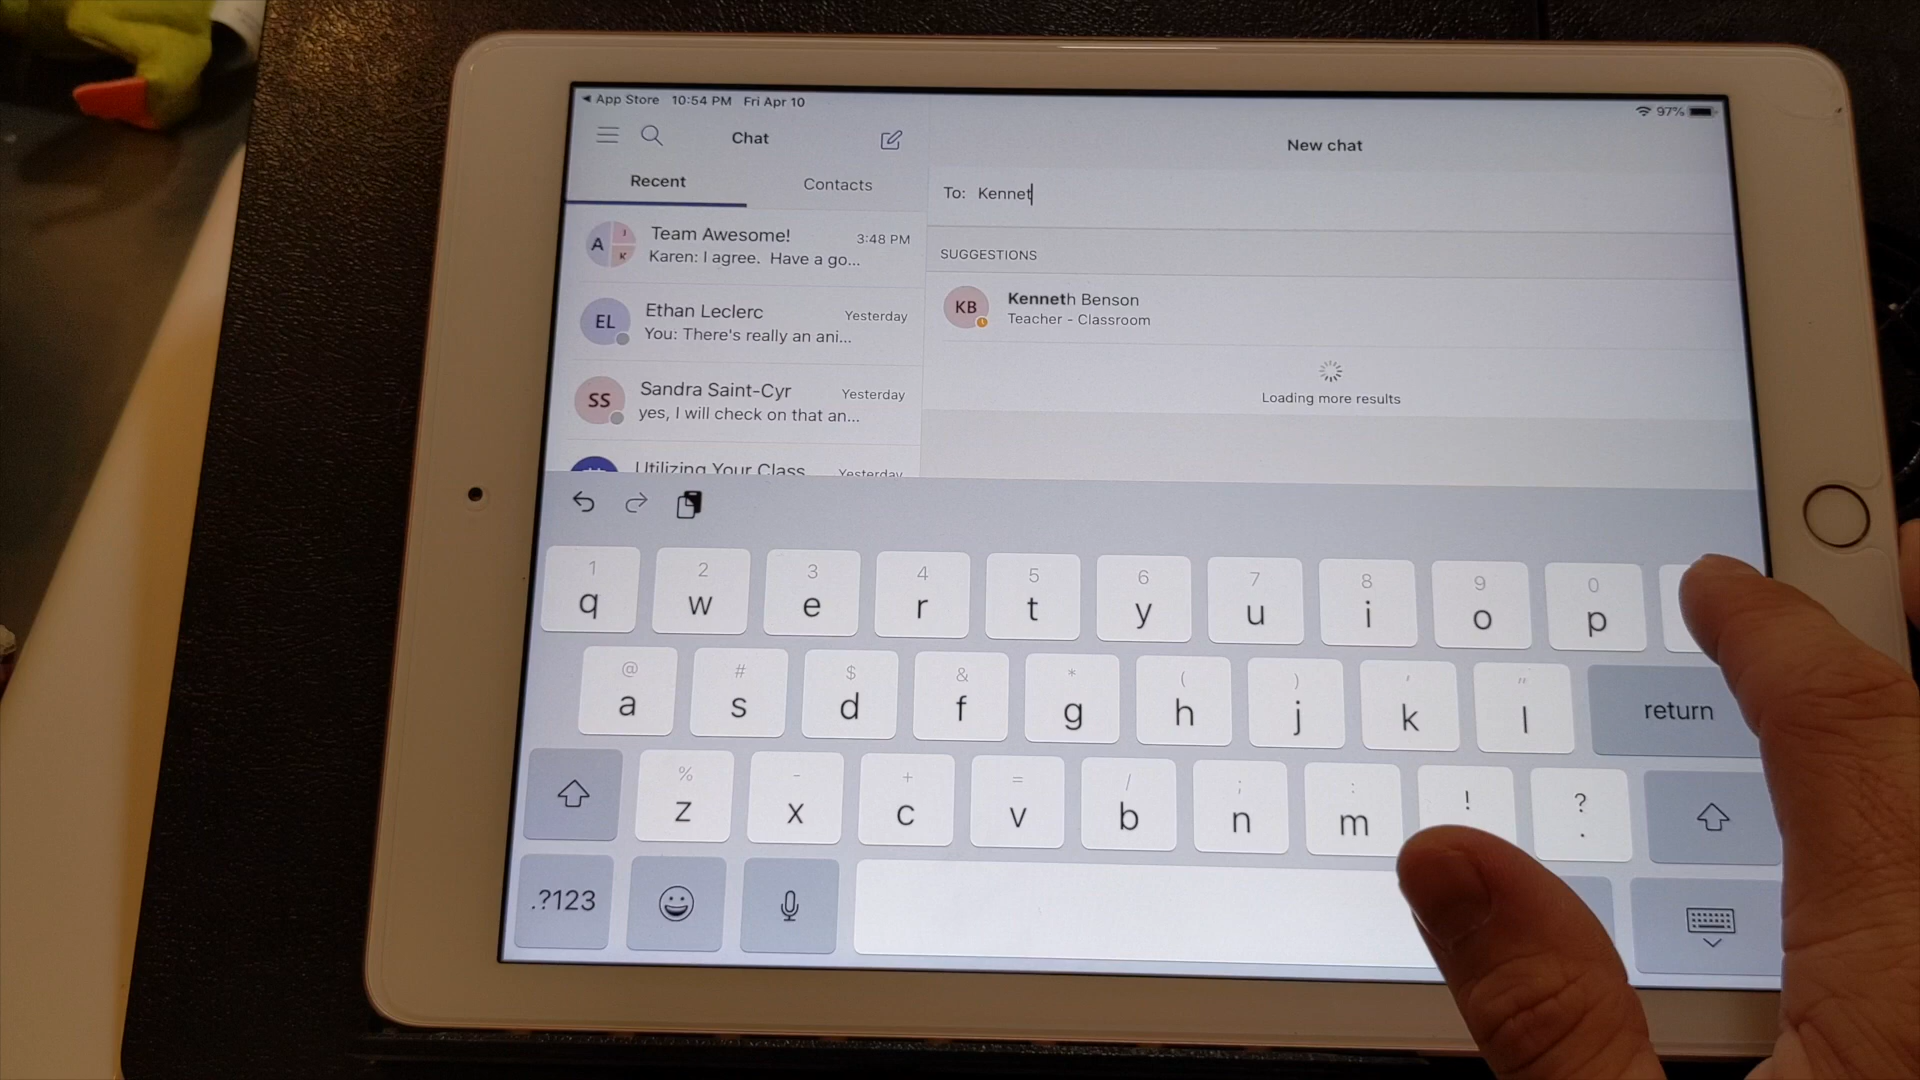 App Store 10:54 PM Fri Apr 10
97%
Chat
Recent Contacts
A
K
Team Awesome! 3:48 PM
Karen: I agree. Have a go...
EL
Ethan Leclerc Yesterday
You: There's really an ani...
SS
Sandra Saint-Cyr Yesterday
yes, I will check on that an...
Utilizing Your Class Yesterday
New chat
To: Kennet
SUGGESTIONS
KB
Kenneth Benson
Teacher - Classroom
Loading more results
1 2 3 4 5 6 7 8 9 0
q w e r t y u i o p
@ # $ & * ( ) ' "
a s d f g h j k l return
% - + = / ; : ! ?
z x c v b n m .
.?123